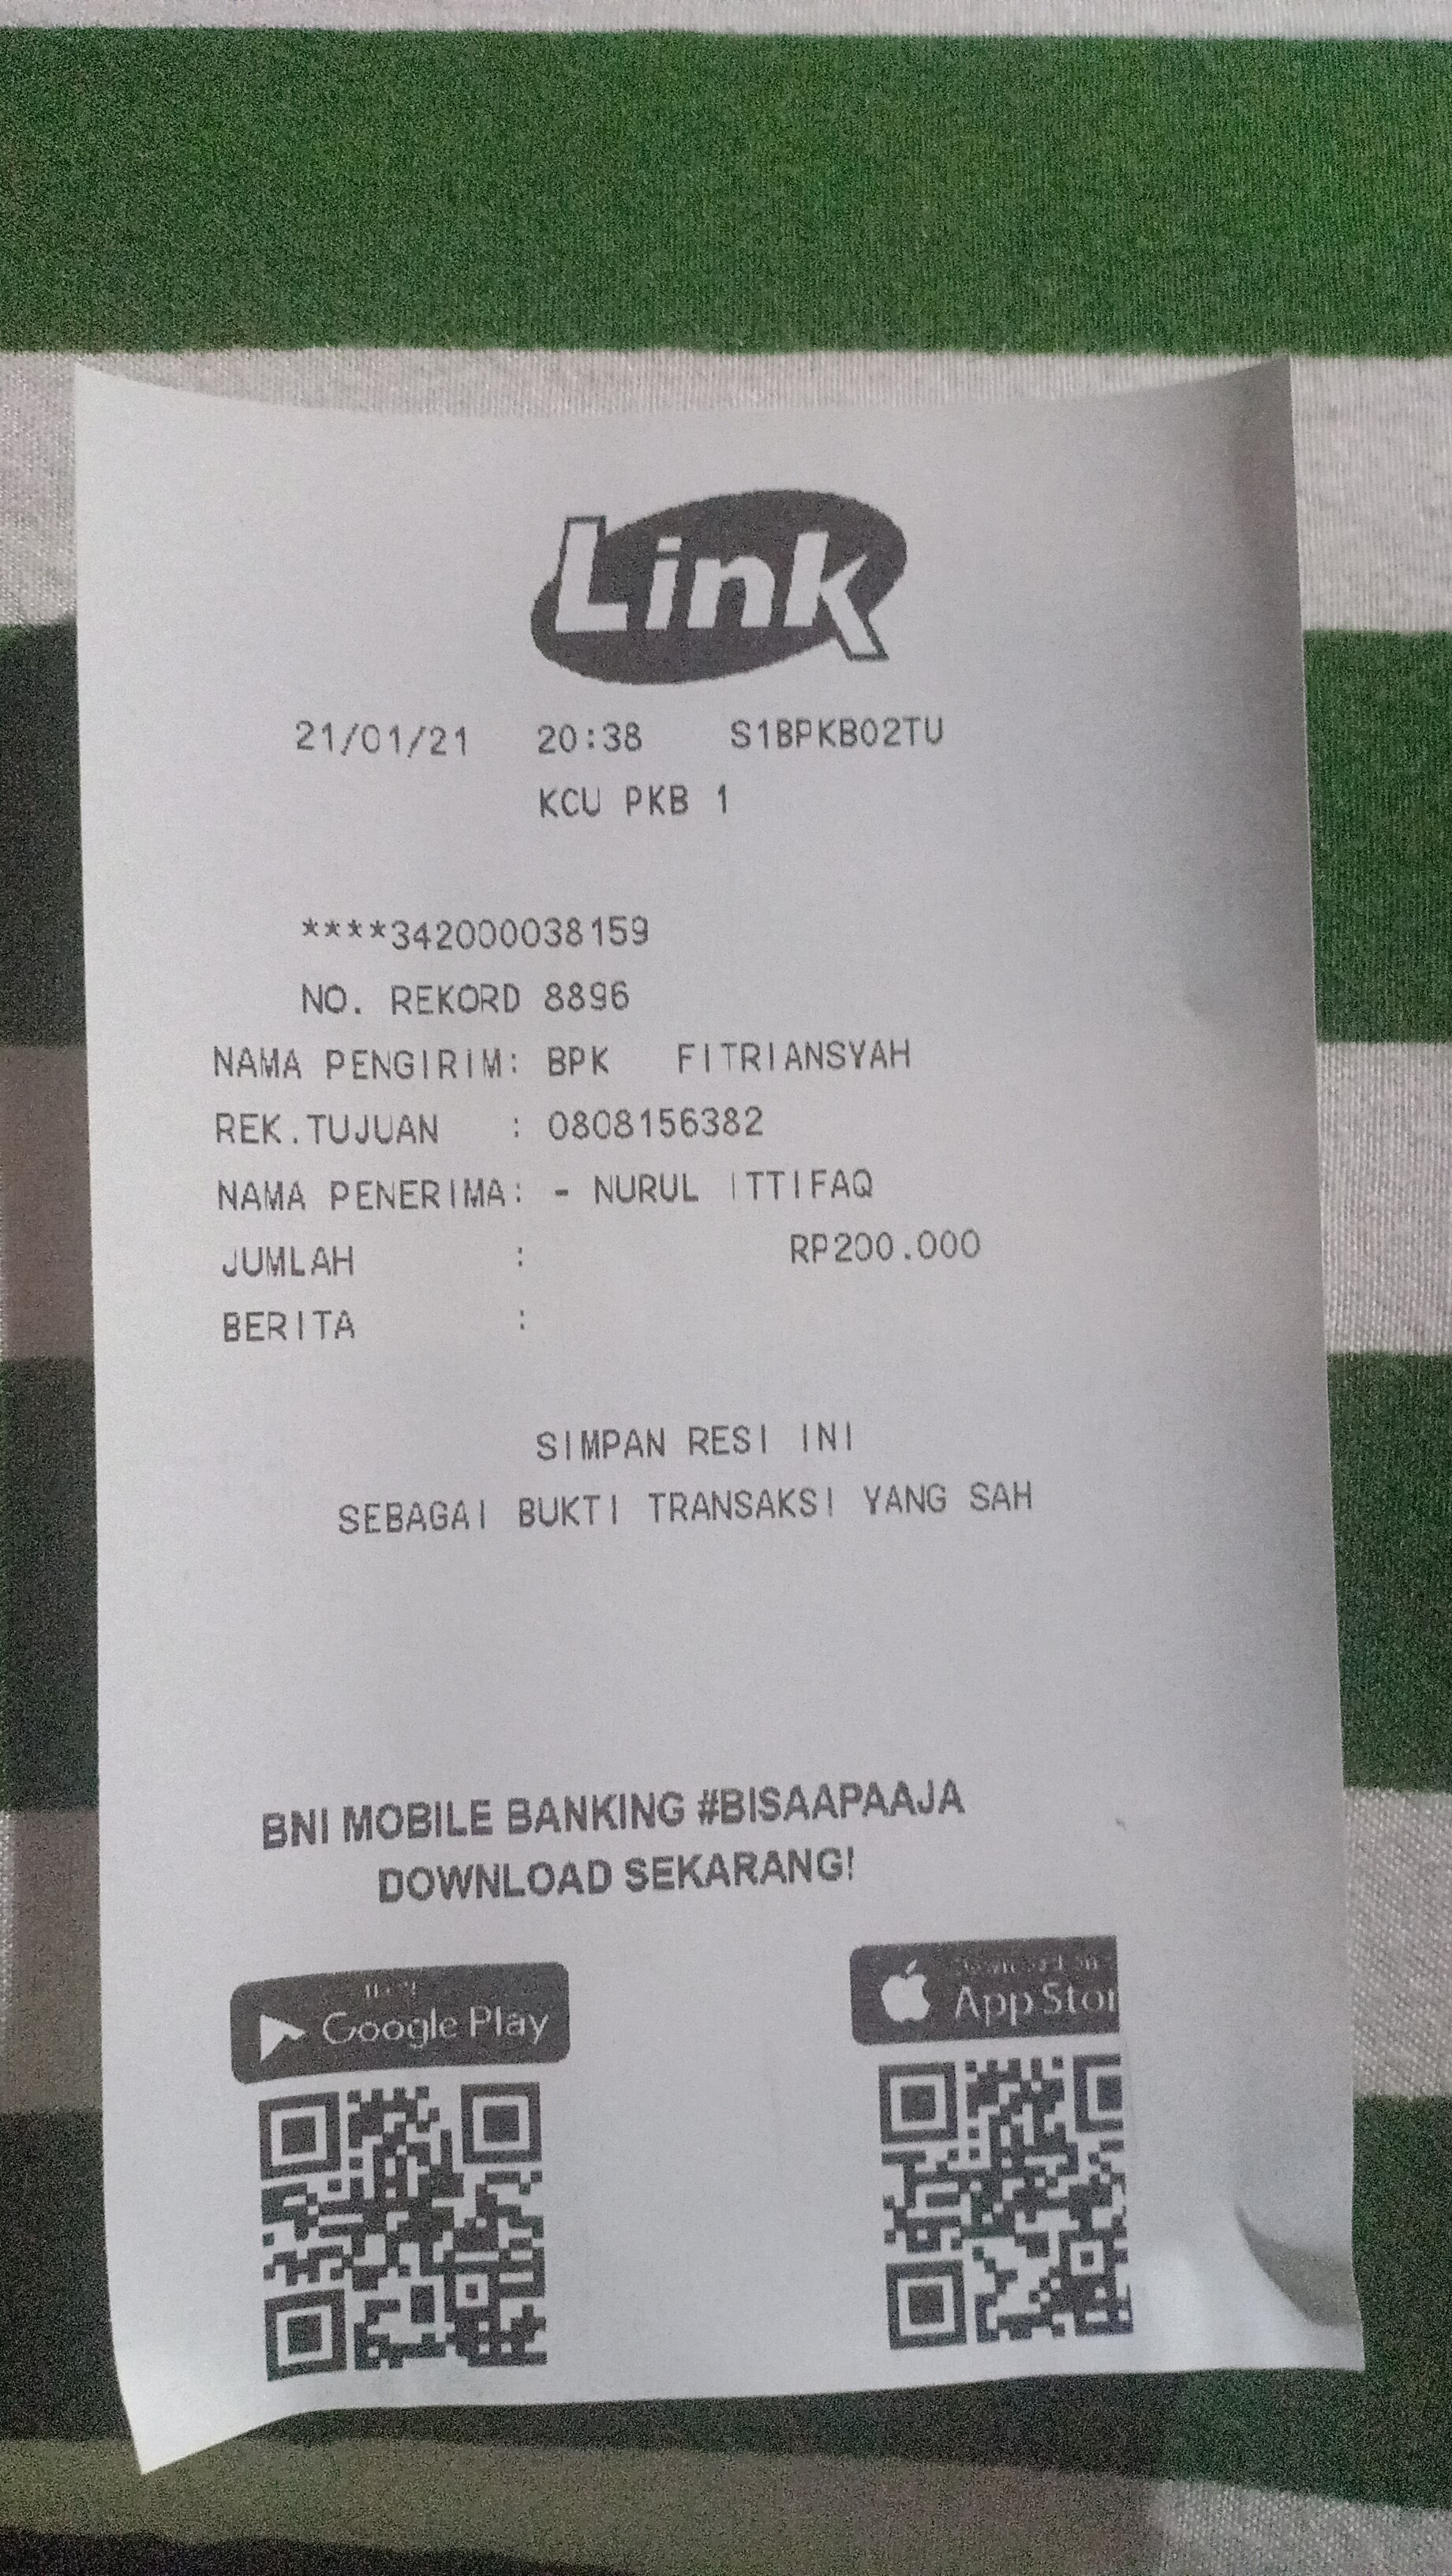 Link
21/01/21 20:38 S1BPKB02TU
KCU PKB 1
****342000038159
NO. REKORD 8896
NAMA PENGIRIM: BPK FITRIANSYAH
REK.TUJUAN : 0808156382
NAMA PENERIMA: - NURUL ITTIFAQ
JUMLAH : RP200.000
BERITA :
SIMPAN RESI INI
SEBAGAI BUKTI TRANSAKSI YANG SAH
BNI MOBILE BANKING #BISAAPAAJA
DOWNLOAD SEKARANG!
Google Play
App Stor